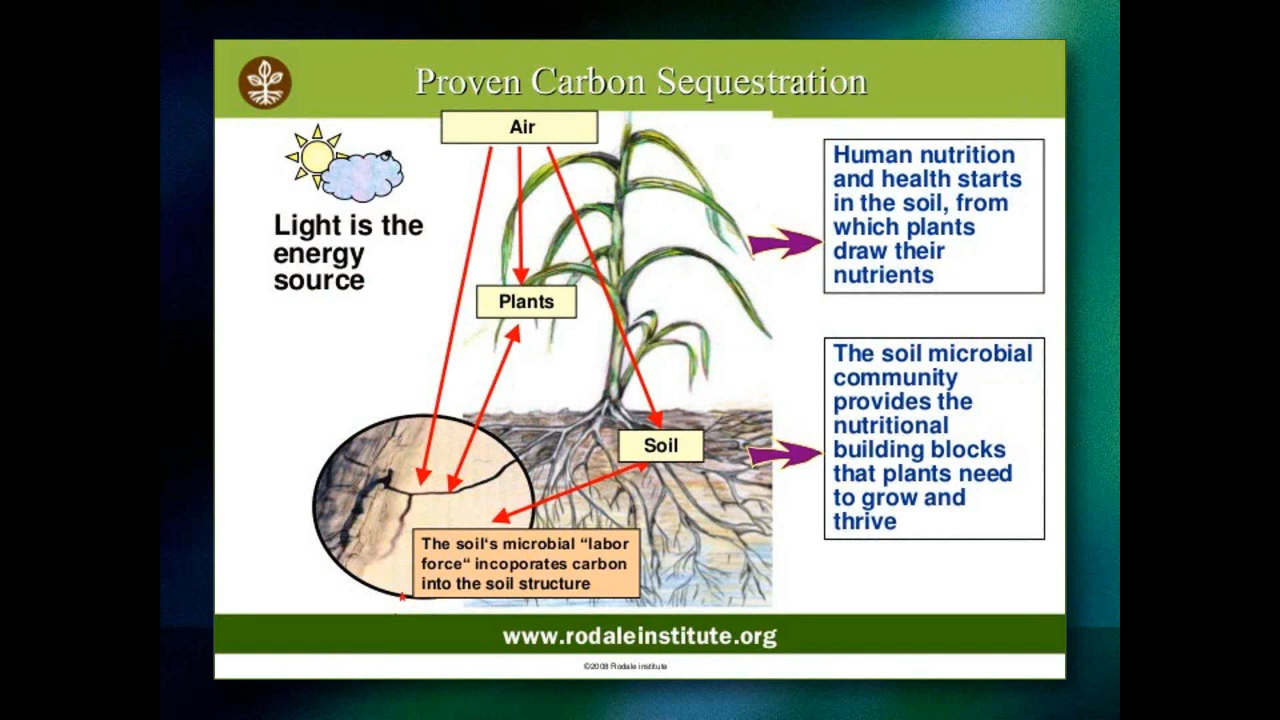 Proven Carbon Sequestration
Air
Light is the
energy
source
Plants
Soil
The soil‘s microbial “labor
force“ incoporates carbon
into the soil structure
Human nutrition
and health starts
in the soil, from
which plants
draw their
nutrients
The soil microbial
community
provides the
nutritional
building blocks
that plants need
to grow and
thrive
www.rodaleinstitute.org
©2008 Rodale institute